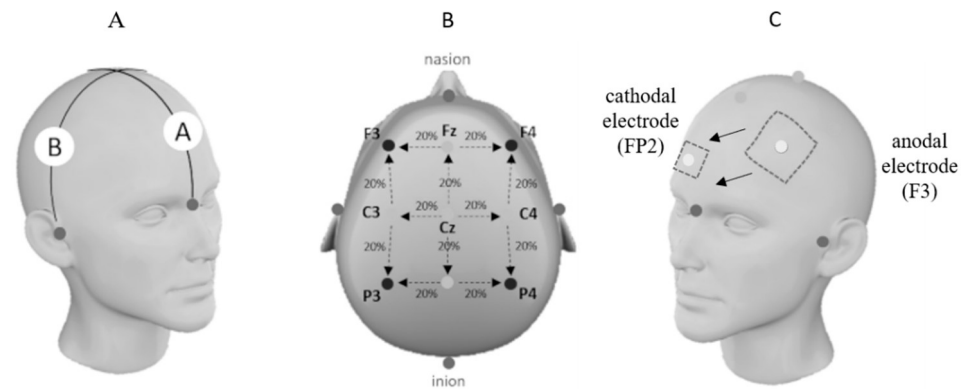 A
B
C
B
A
nasion
F3
Fz
F4
20%
20%
20%
20%
20%
C3
20%
20%
C4
Cz
20%
20%
20%
P3
20%
20%
P4
inion
cathodal
electrode
(FP2)
anodal
electrode
(F3)